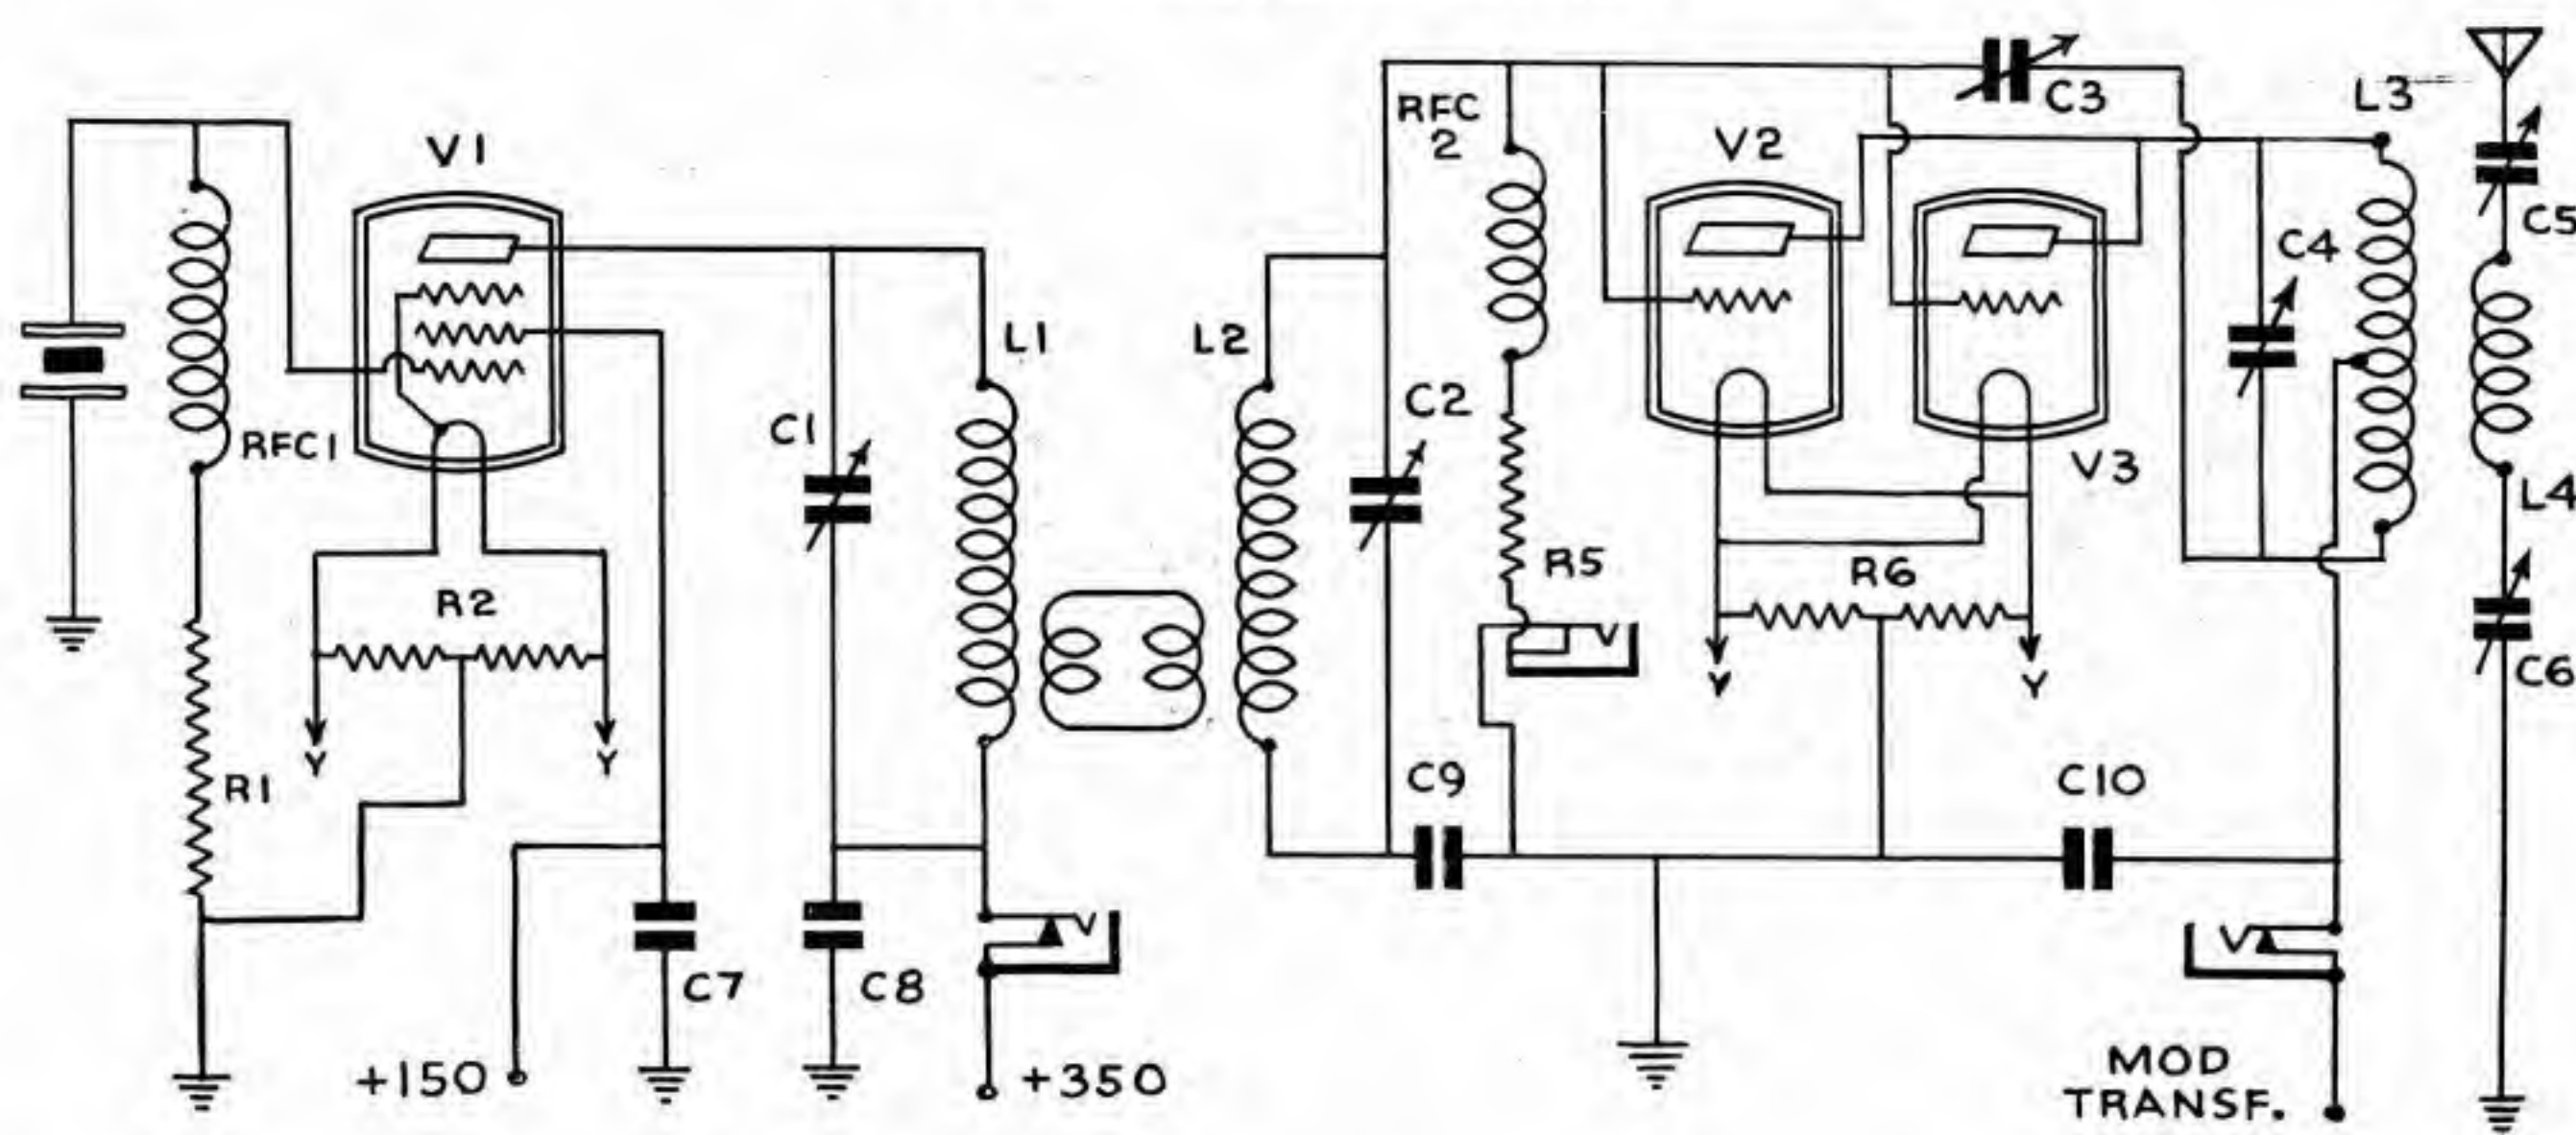 V1
RFC1
R2
Y
Y
R1
C1
L1
+150
C7
C8
+350
L2
RFC
2
C2
V2
V3
C3
R5
R6
Y
Y
C9
C10
C4
L3
C5
L4
C6
MOD
TRANSF.